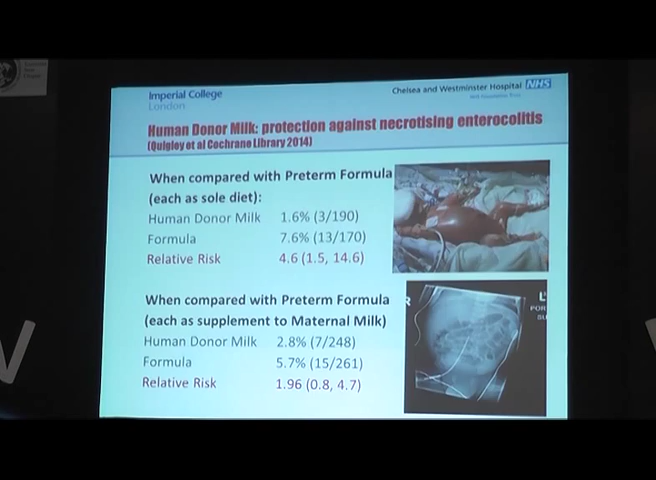 Imperial College
London
Chelsea and Westminster Hospital NHS
Human Donor Milk: protection against necrotising enterocolitis
(Quigley et al Cochrane Library 2014)
When compared with Preterm Formula
(each as sole diet):
Human Donor Milk 1.6% (3/190)
Formula 7.6% (13/170)
Relative Risk 4.6 (1.5, 14.6)
When compared with Preterm Formula
(each as supplement to Maternal Milk)
Human Donor Milk 2.8% (7/248)
Formula 5.7% (15/261)
Relative Risk 1.96 (0.8, 4.7)
R
L
POR
SU